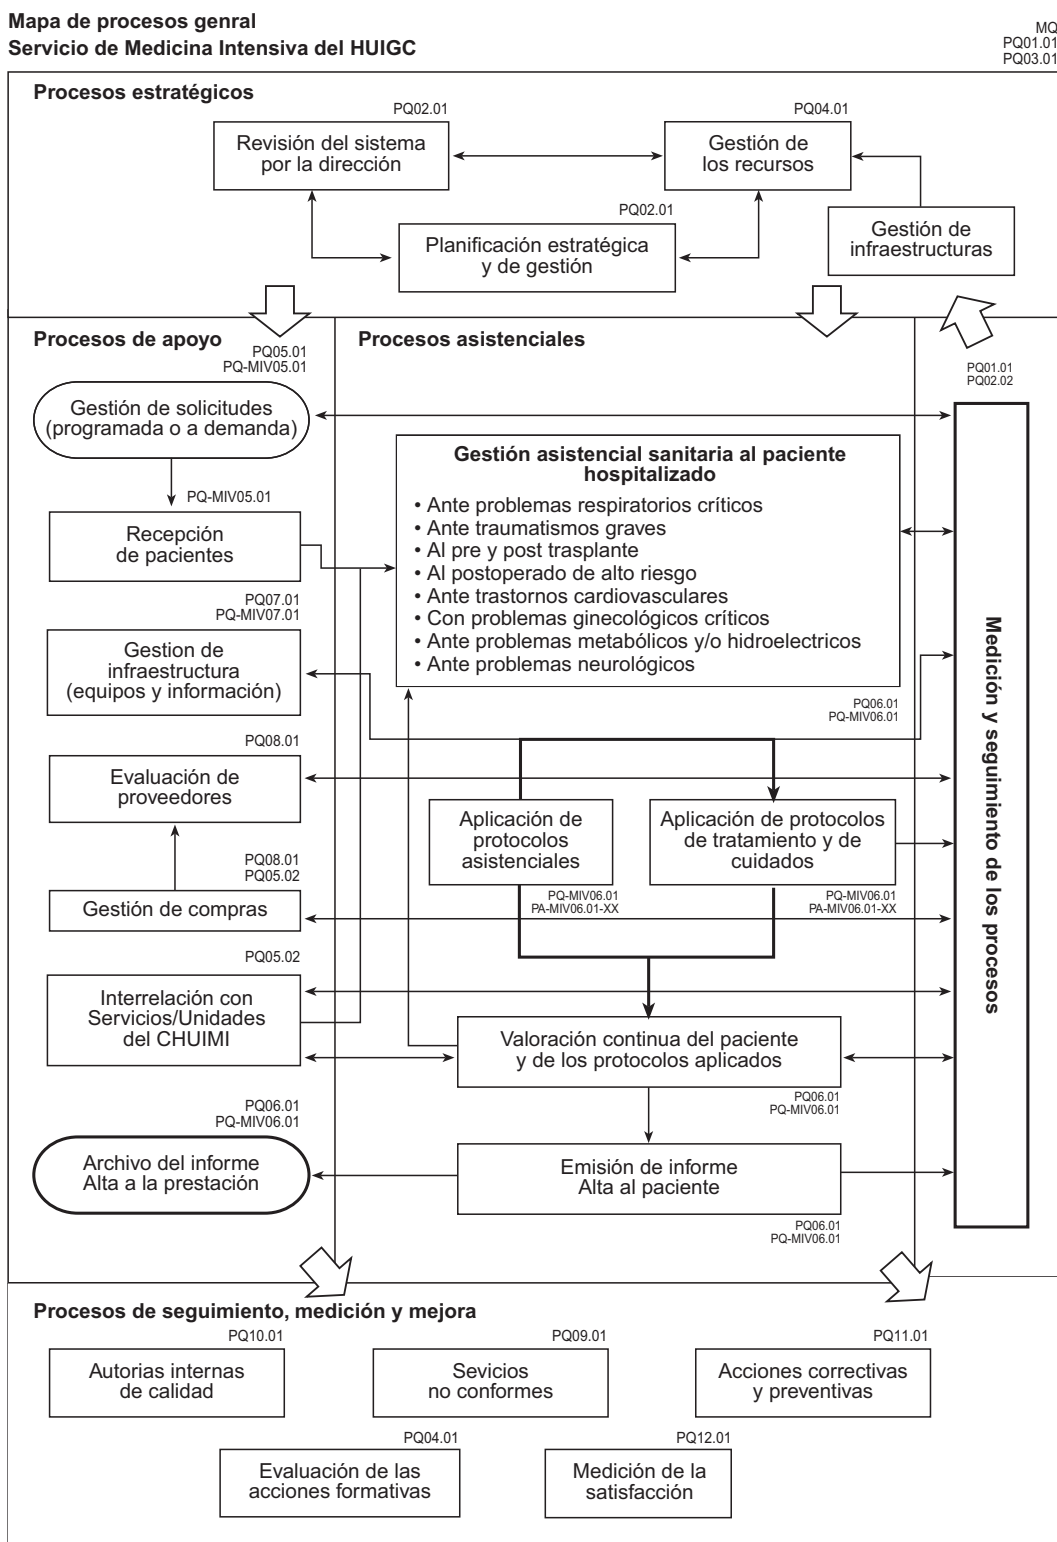 Mapa de procesos genral
Servicio de Medicina Intensiva del HUIGC
MQ
PQ01.01
PQ03.01
Procesos estratégicos
PQ02.01
Revisión del sistema
por la dirección
PQ04.01
Gestión de
los recursos
PQ02.01
Planificación estratégica
y de gestión
Gestión de
infraestructuras
Procesos de apoyo
Procesos asistenciales
PQ05.01
PQ-MIV05.01
Gestión de solicitudes
(programada o a demanda)
PQ01.01
PQ02.02
Gestión asistencial sanitaria al paciente
hospitalizado
• Ante problemas respiratorios críticos
• Ante traumatismos graves
• Al pre y post trasplante
• Al postoperado de alto riesgo
• Ante trastornos cardiovasculares
• Con problemas ginecológicos críticos
• Ante problemas metabólicos y/o hidroelectricos
• Ante problemas neurológicos
PQ06.01
PQ-MIV06.01
PQ-MIV05.01
Recepción
de pacientes
PQ07.01
PQ-MIV07.01
Gestion de
infraestructura
(equipos y información)
PQ08.01
Evaluación de
proveedores
Aplicación de
protocolos
asistenciales
PQ-MIV06.01
PA-MIV06.01-XX
Aplicación de protocolos
de tratamiento y de
cuidados
PQ-MIV06.01
PA-MIV06.01-XX
Medición y seguimiento de los procesos
PQ08.01
PQ05.02
Gestión de compras
PQ05.02
Interrelación con
Servicios/Unidades
del CHUIMI
Valoración continua del paciente
y de los protocolos aplicados
PQ06.01
PQ-MIV06.01
PQ06.01
PQ-MIV06.01
Archivo del informe
Alta a la prestación
Emisión de informe
Alta al paciente
PQ06.01
PQ-MIV06.01
Procesos de seguimiento, medición y mejora
PQ10.01
Autorias internas
de calidad
PQ09.01
Sevicios
no conformes
PQ11.01
Acciones correctivas
y preventivas
PQ04.01
Evaluación de las
acciones formativas
PQ12.01
Medición de la
satisfacción